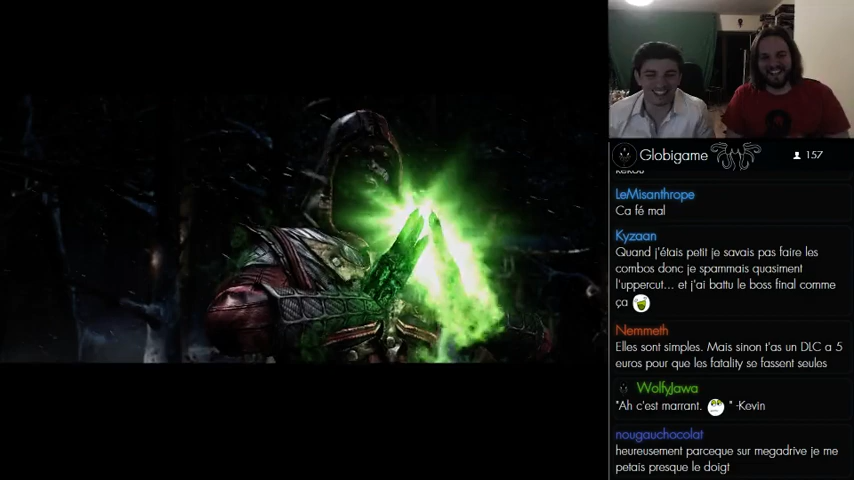 Globigame
157
LeMisanthrope
Ca fé mal
Kyzaan
Quand j'étais petit je savais pas faire les
combos donc je spammais quasiment
l'uppercut... et j'ai battu le boss final comme
ça
Nemmeth
Elles sont simples. Mais sinon t'as un DLC a 5
euros pour que les fatality se fassent seules
WolfyJawa
"Ah c'est marrant. " -Kevin
nougauchocolat
heureusement parceque sur megadrive je me
petais presque le doigt